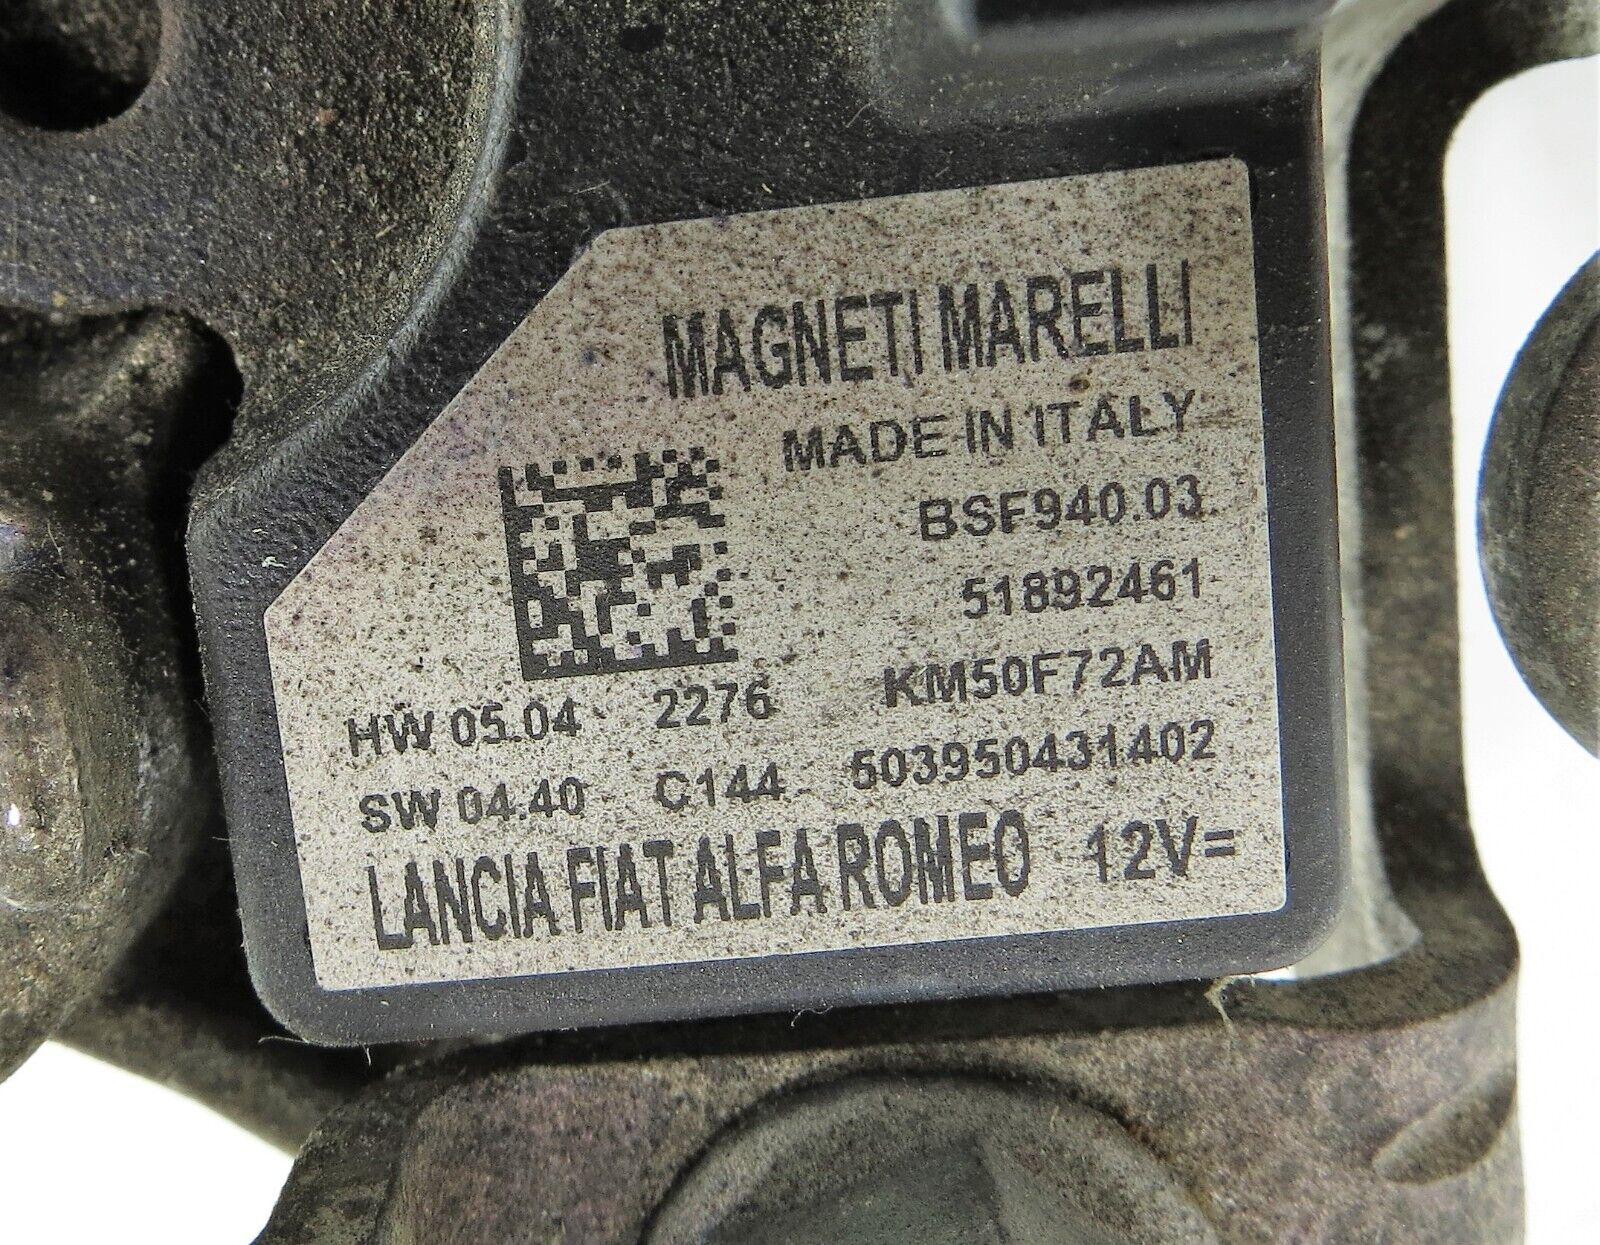 MAGNETI MARELLI
MADE IN ITALY
BSF940.03
51892461
HW 05.04 2276 KM50F72AM
SW 04.40 C144 503950431402
LANCIA FIAT ALFA ROMEO 12V=